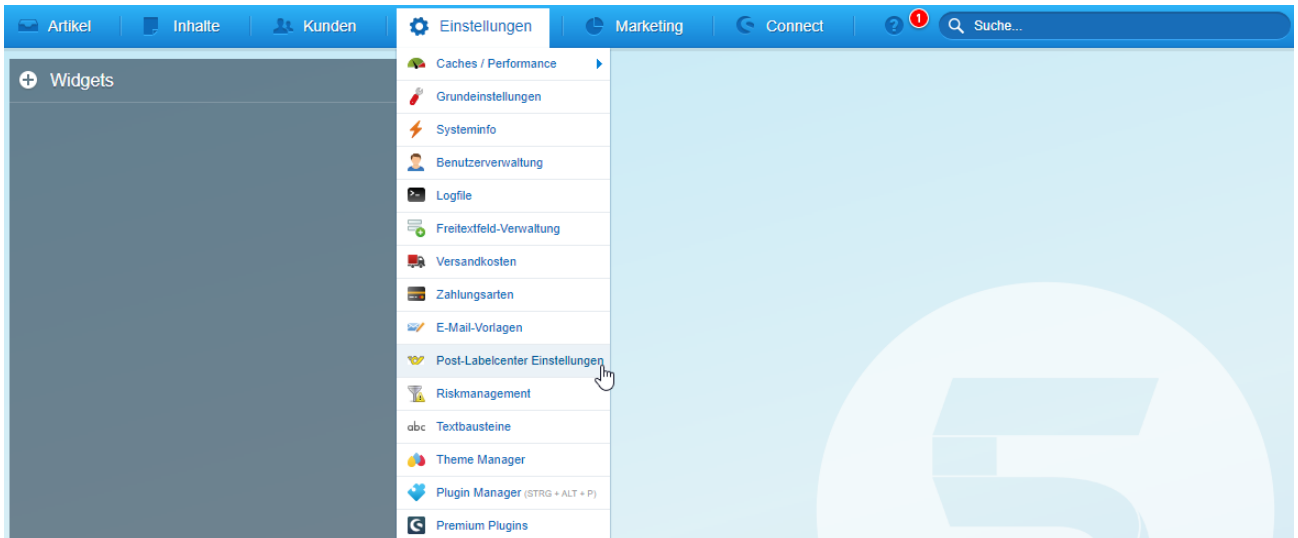 Artikel Inhalte Kunden Einstellungen Marketing Connect ? 1 Suche...
Widgets
Caches / Performance
Grundeinstellungen
Systeminfo
Benutzerverwaltung
Logfile
Freitextfeld-Verwaltung
Versandkosten
Zahlungsarten
E-Mail-Vorlagen
Post-Labelcenter Einstellungen
Riskmanagement
abc Textbausteine
Theme Manager
Plugin Manager (STRG + ALT + P)
Premium Plugins